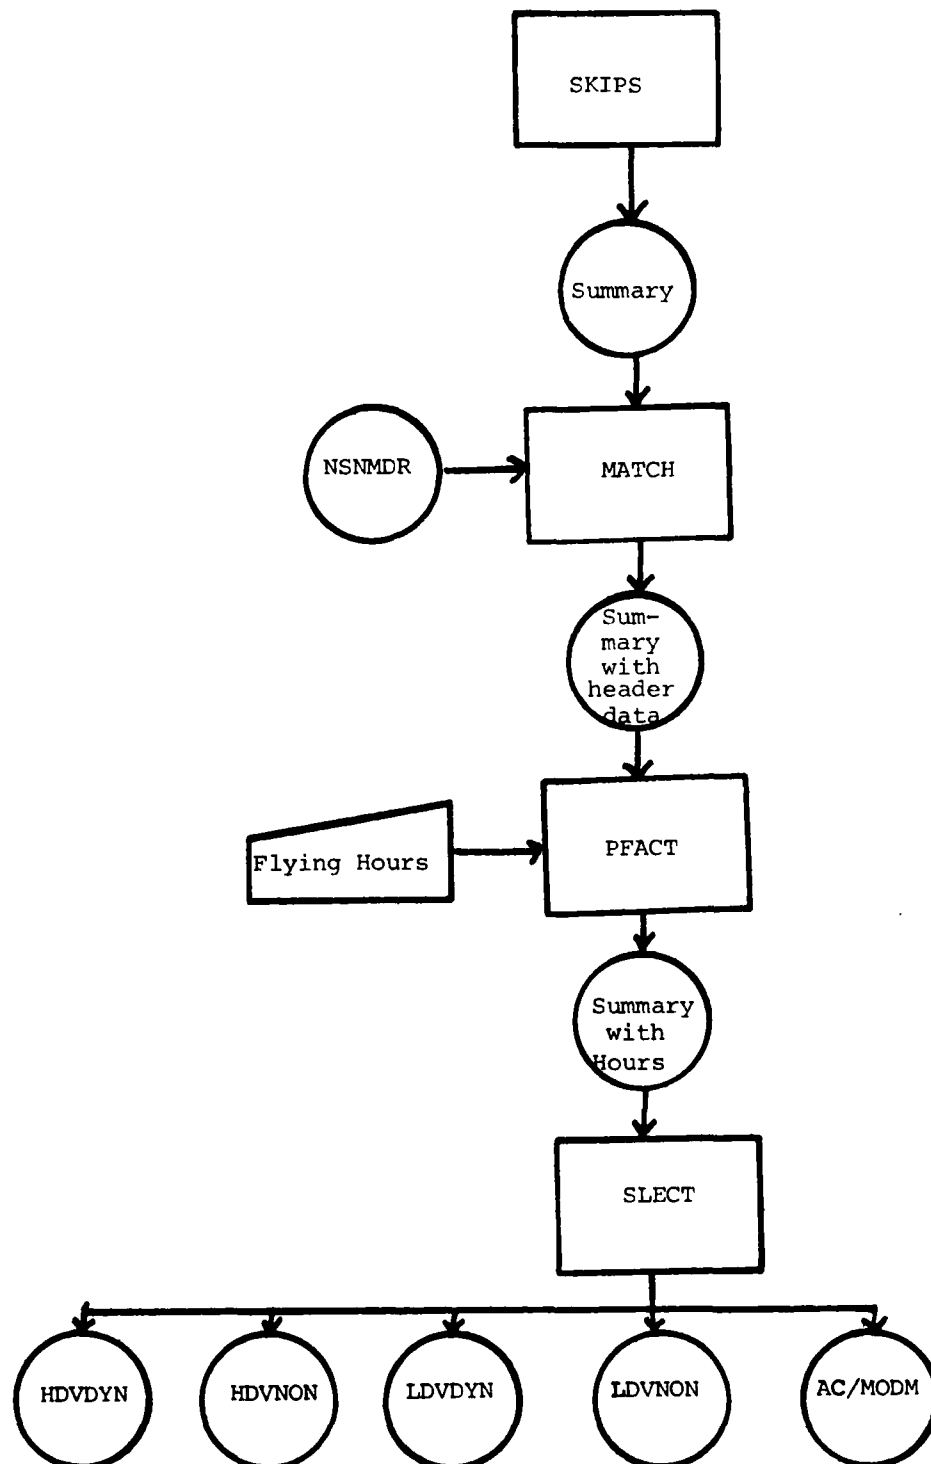 SKIPS
Summary
NSNMDR
MATCH
Sum-
mary
with
header
data
Flying Hours
PFACT
Summary
with
Hours
SLECT
HDVDYN
HDVNON
LDVDYN
LDVNON
AC/MODM